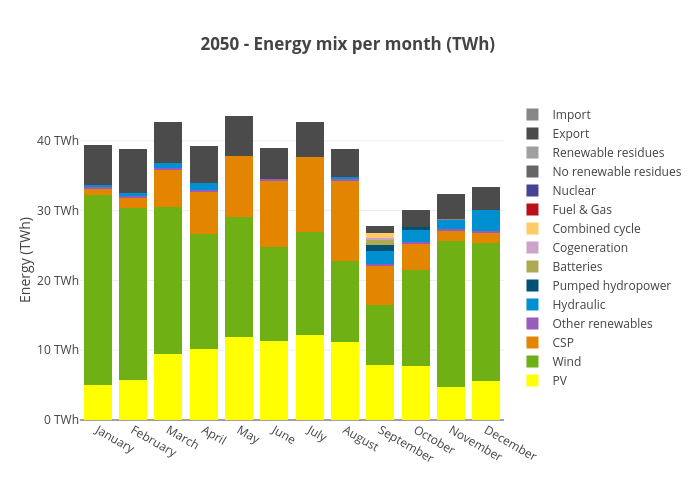 2050 - Energy mix per month (TWh)
Energy (TWh)
40 TWh
30 TWh
20 TWh
10 TWh
0 TWh
January
February
March
April
May
June
July
August
September
October
November
December
Import
Export
Renewable residues
No renewable residues
Nuclear
Fuel & Gas
Combined cycle
Cogeneration
Batteries
Pumped hydropower
Hydraulic
Other renewables
CSP
Wind
PV